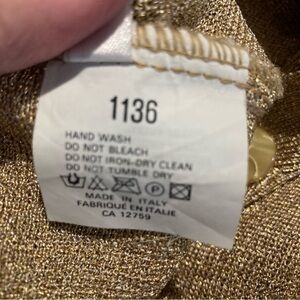 1136
HAND WASH
DO NOT BLEACH
DO NOT IRON-DRY CLEAN
DO NOT TUMBLE DRY
MADE IN ITALY
FABRIQUÉ EN ITALIE
CA 12759